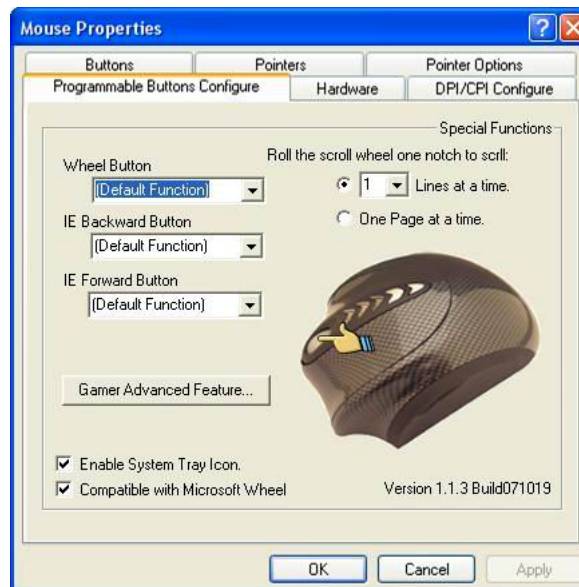 Mouse Properties
Buttons Pointers Pointer Options
Programmable Buttons Configure Hardware DPI/CPI Configure
Special Functions
Wheel Button
(Default Function)
IE Backward Button
(Default Function)
IE Forward Button
(Default Function)
Roll the scroll wheel one notch to scrll:
1 Lines at a time.
One Page at a time.
Gamer Advanced Feature...
Enable System Tray Icon.
Compatible with Microsoft Wheel
Version 1.1.3 Build071019
OK Cancel Apply